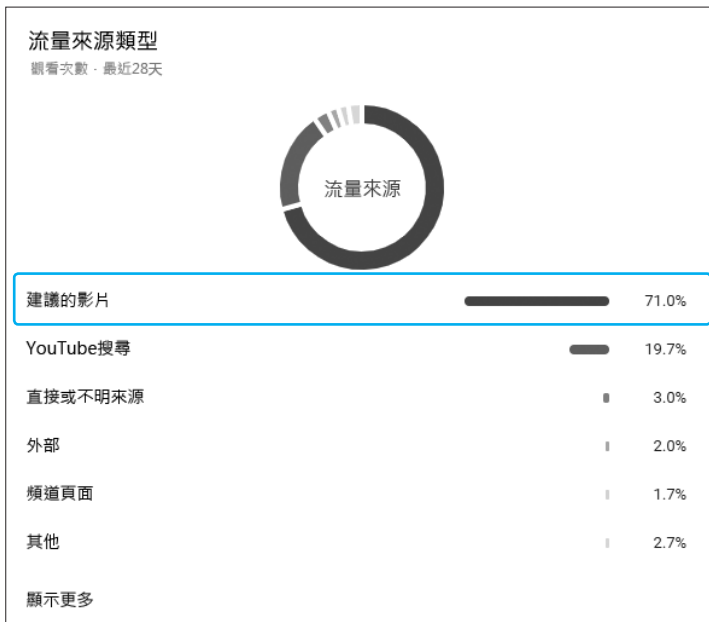 流量來源類型
觀看次數 · 最近28天
流量來源
建議的影片 71.0%
YouTube搜尋 19.7%
直接或不明來源 3.0%
外部 2.0%
頻道頁面 1.7%
其他 2.7%
顯示更多